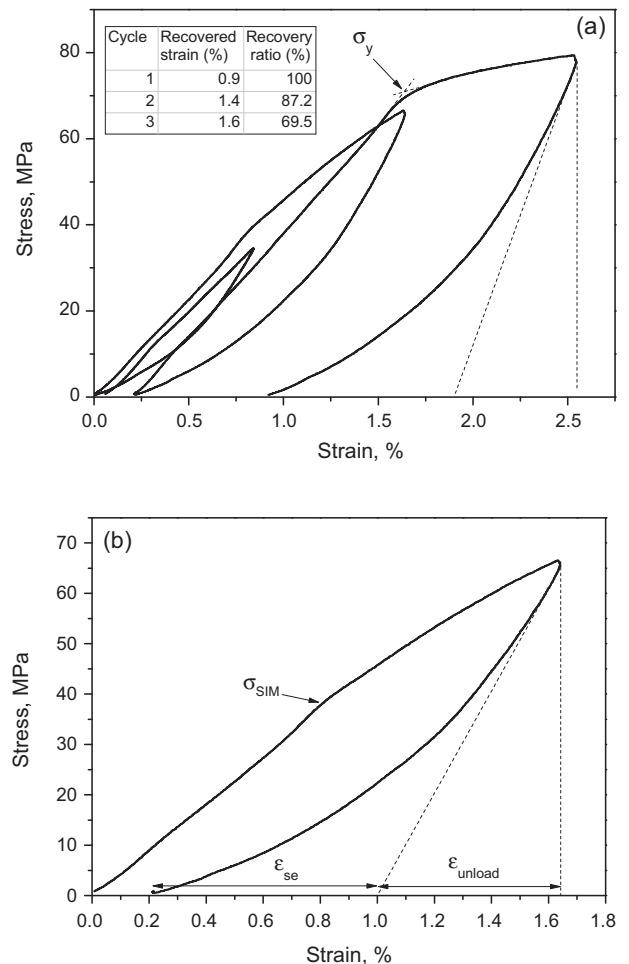 (a)
Cycle Recovered strain (%) Recovery ratio (%)
1 0.9 100
2 1.4 87.2
3 1.6 69.5
σy
80
60
40
20
0
Stress, MPa
0.0 0.5 1.0 1.5 2.0 2.5
Strain, %
(b)
70
60
50
40
30
20
10
0
Stress, MPa
σSIM
εse
εunload
0.0 0.2 0.4 0.6 0.8 1.0 1.2 1.4 1.6 1.8
Strain, %